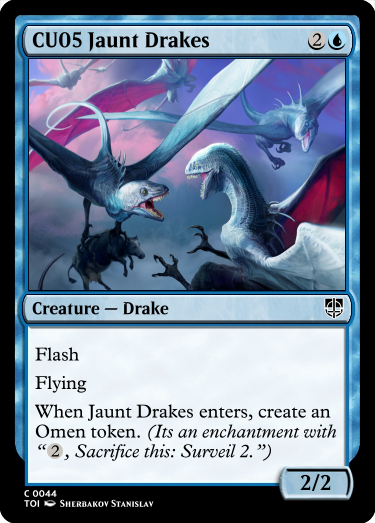 CU05 Jaunt Drakes 2
Creature — Drake
Flash
Flying
When Jaunt Drakes enters, create an
Omen token. (Its an enchantment with
“2, Sacrifice this: Surveil 2.”)
2/2
C 0044
TOI Sherbakov Stanislav